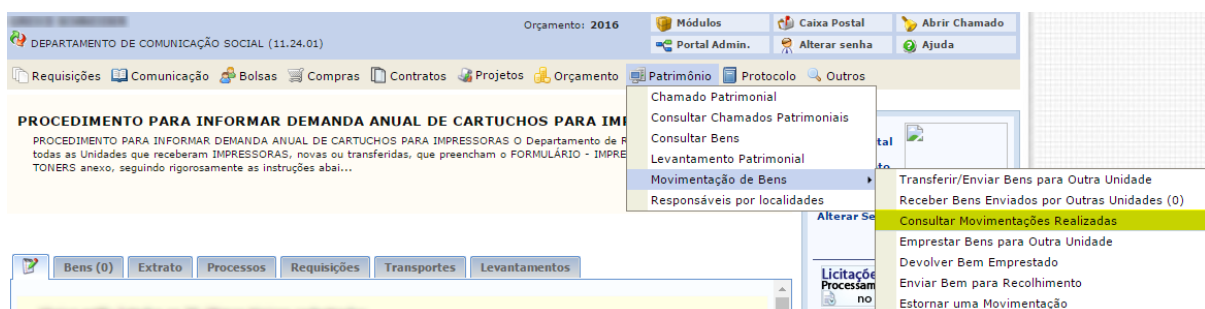 Orçamento: 2016
Módulos
Caixa Postal
Abrir Chamado
DEPARTAMENTO DE COMUNICAÇÃO SOCIAL (11.24.01)
Portal Admin.
Alterar senha
Ajuda
Requisições Comunicação Bolsas Compras Contratos Projetos Orçamento Patrimônio Protocolo Outros
Chamado Patrimonial
Consultar Chamados Patrimoniais
Consultar Bens
Levantamento Patrimonial
Movimentação de Bens
Responsáveis por localidades
PROCEDIMENTO PARA INFORMAR DEMANDA ANUAL DE CARTUCHOS PARA IMP
PROCEDIMENTO PARA INFORMAR DEMANDA ANUAL DE CARTUCHOS PARA IMPRESSORAS O Departamento de R
todas as Unidades que receberam IMPRESSORAS, novas ou transferidas, que preencham o FORMULÁRIO - IMPRE
TONERS anexo, seguindo rigorosamente as instruções abai...
tal
to
Transferir/Enviar Bens para Outra Unidade
Receber Bens Enviados por Outras Unidades (0)
Consultar Movimentações Realizadas
Emprestar Bens para Outra Unidade
Devolver Bem Emprestado
Enviar Bem para Recolhimento
Estornar uma Movimentação
Alterar Se
Bens (0) Extrato Processos Requisições Transportes Levantamentos
Licitaçõe
Processam
no